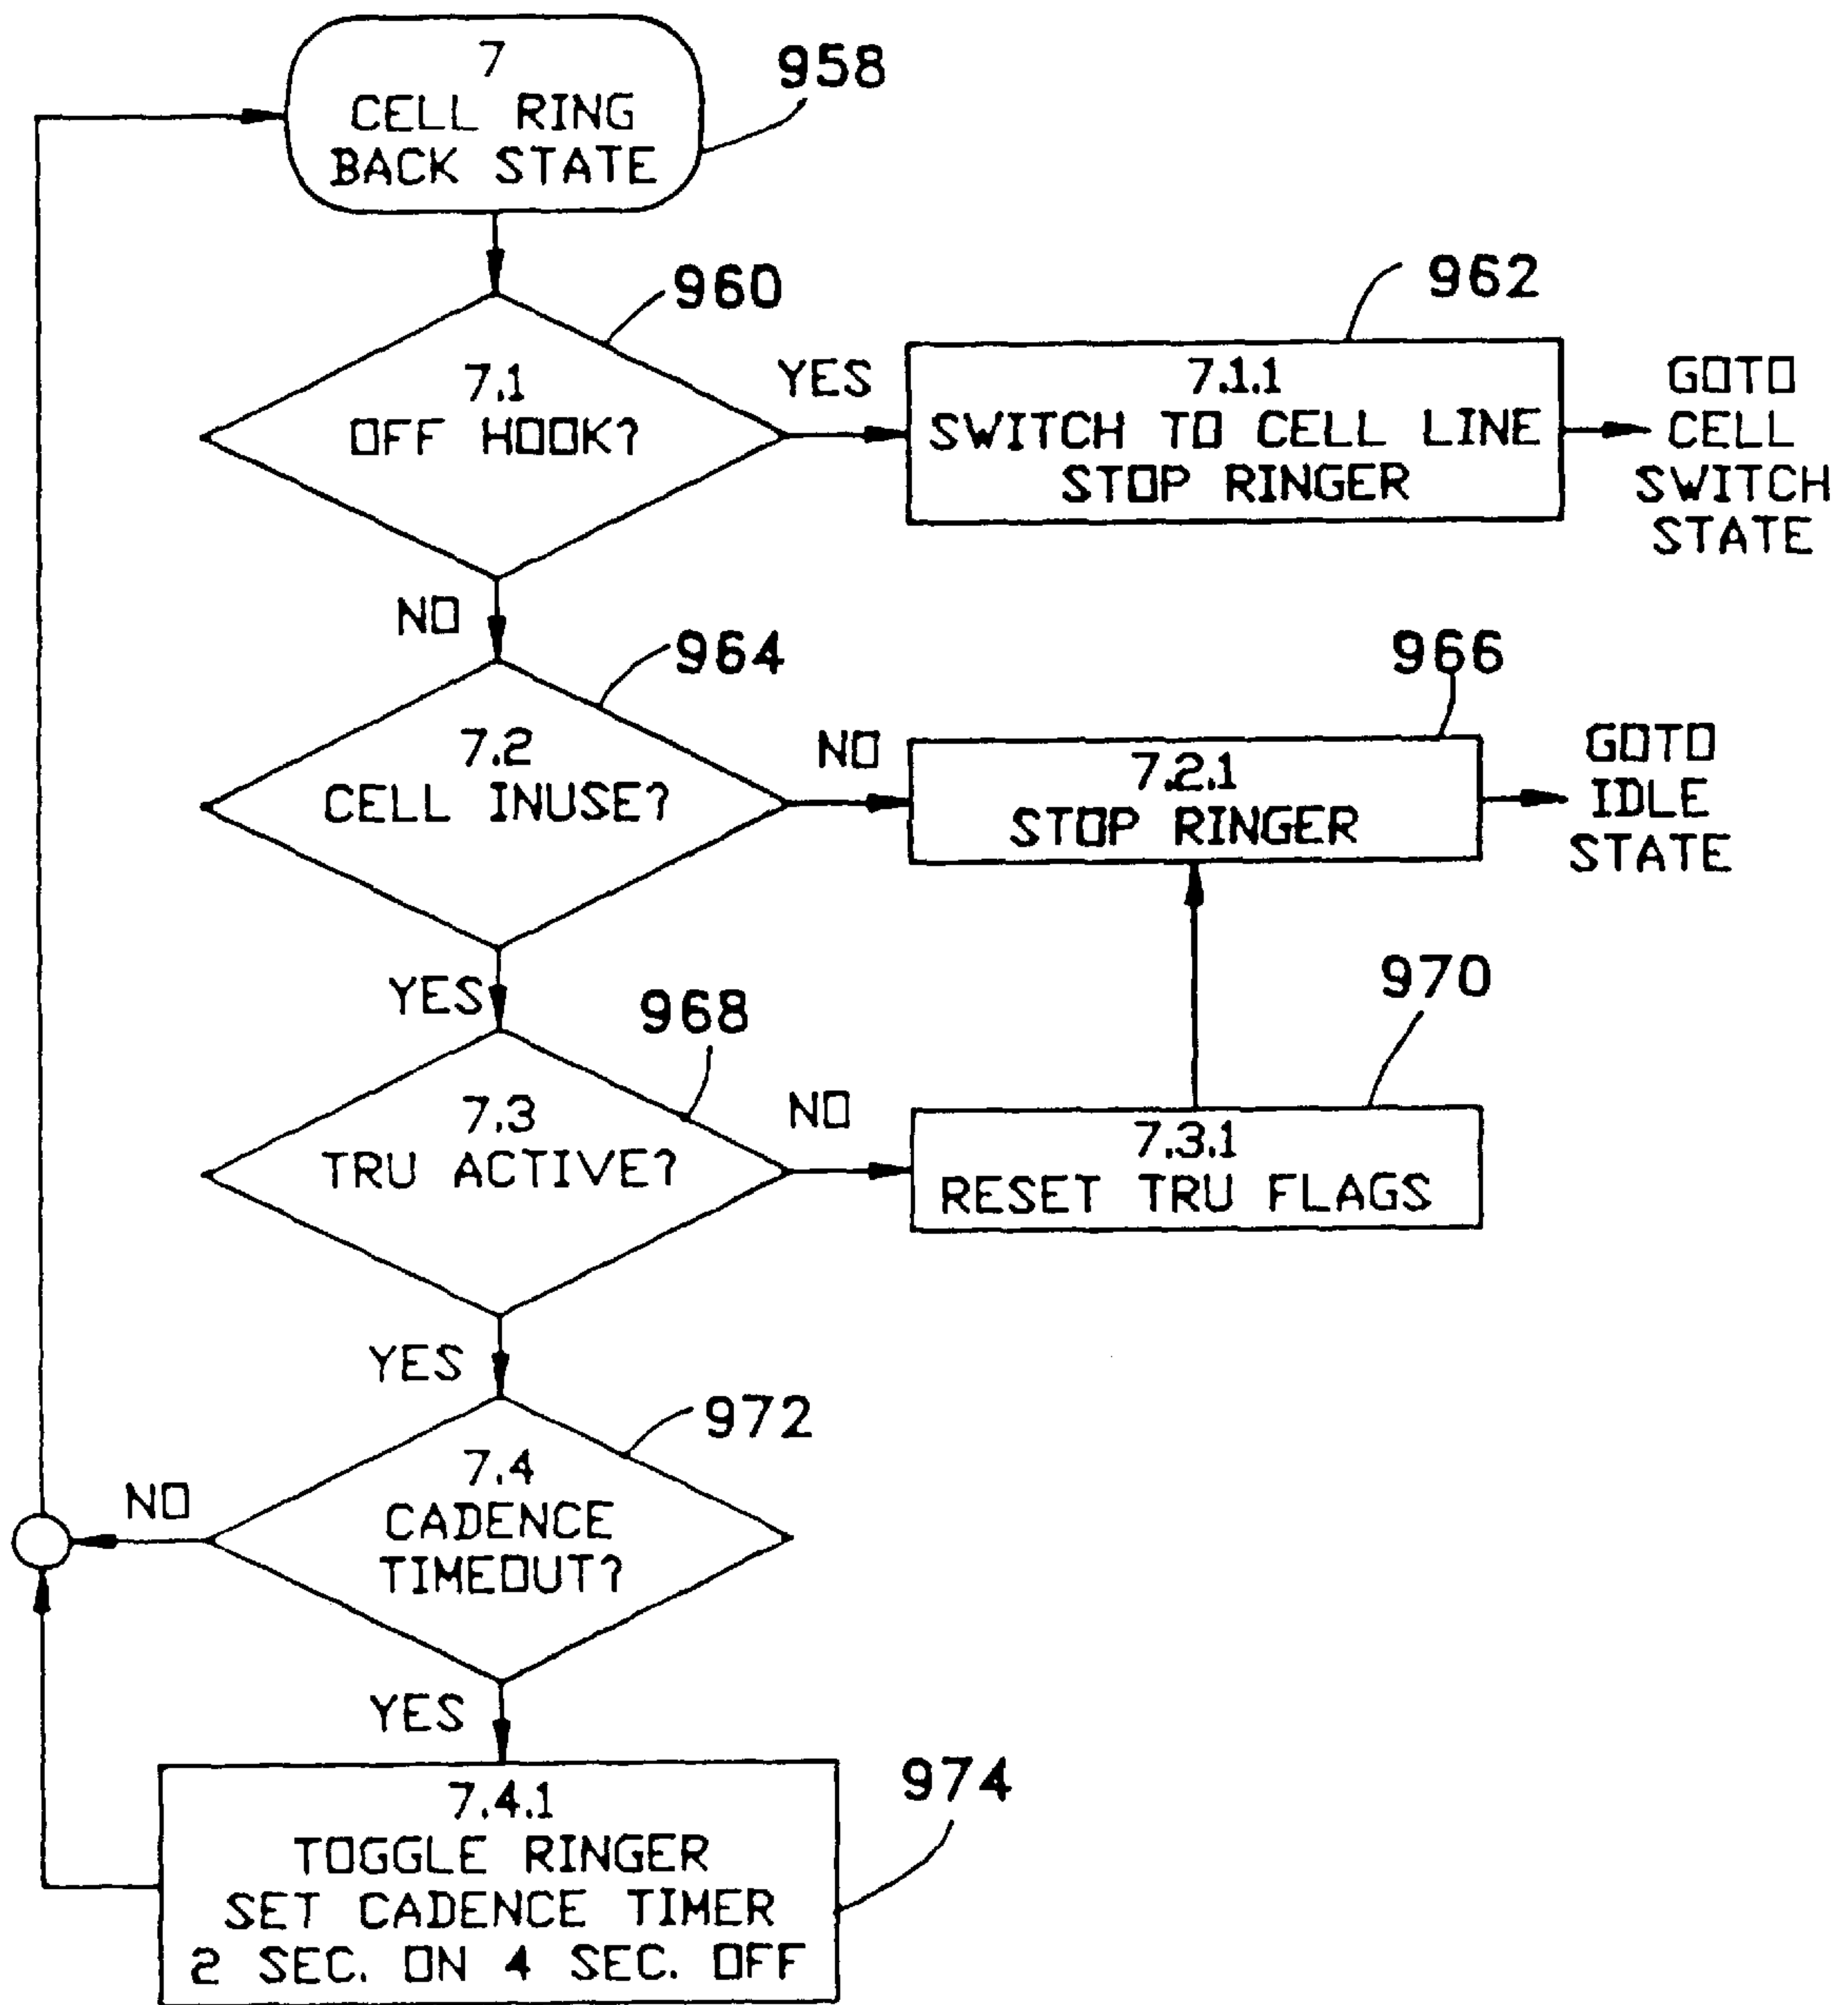 7
CELL RING
BACK STATE
958
960
7.1
OFF HOOK?
YES
962
7.1.1
SWITCH TO CELL LINE
STOP RINGER
GOTO
CELL
SWITCH
STATE
NO
964
7.2
CELL INUSE?
NO
966
7.2.1
STOP RINGER
GOTO
IDLE
STATE
YES
968
7.3
TRU ACTIVE?
NO
970
7.3.1
RESET TRU FLAGS
YES
972
7.4
CADENCE
TIMEOUT?
NO
YES
974
7.4.1
TOGGLE RINGER
SET CADENCE TIMER
2 SEC. ON 4 SEC. OFF